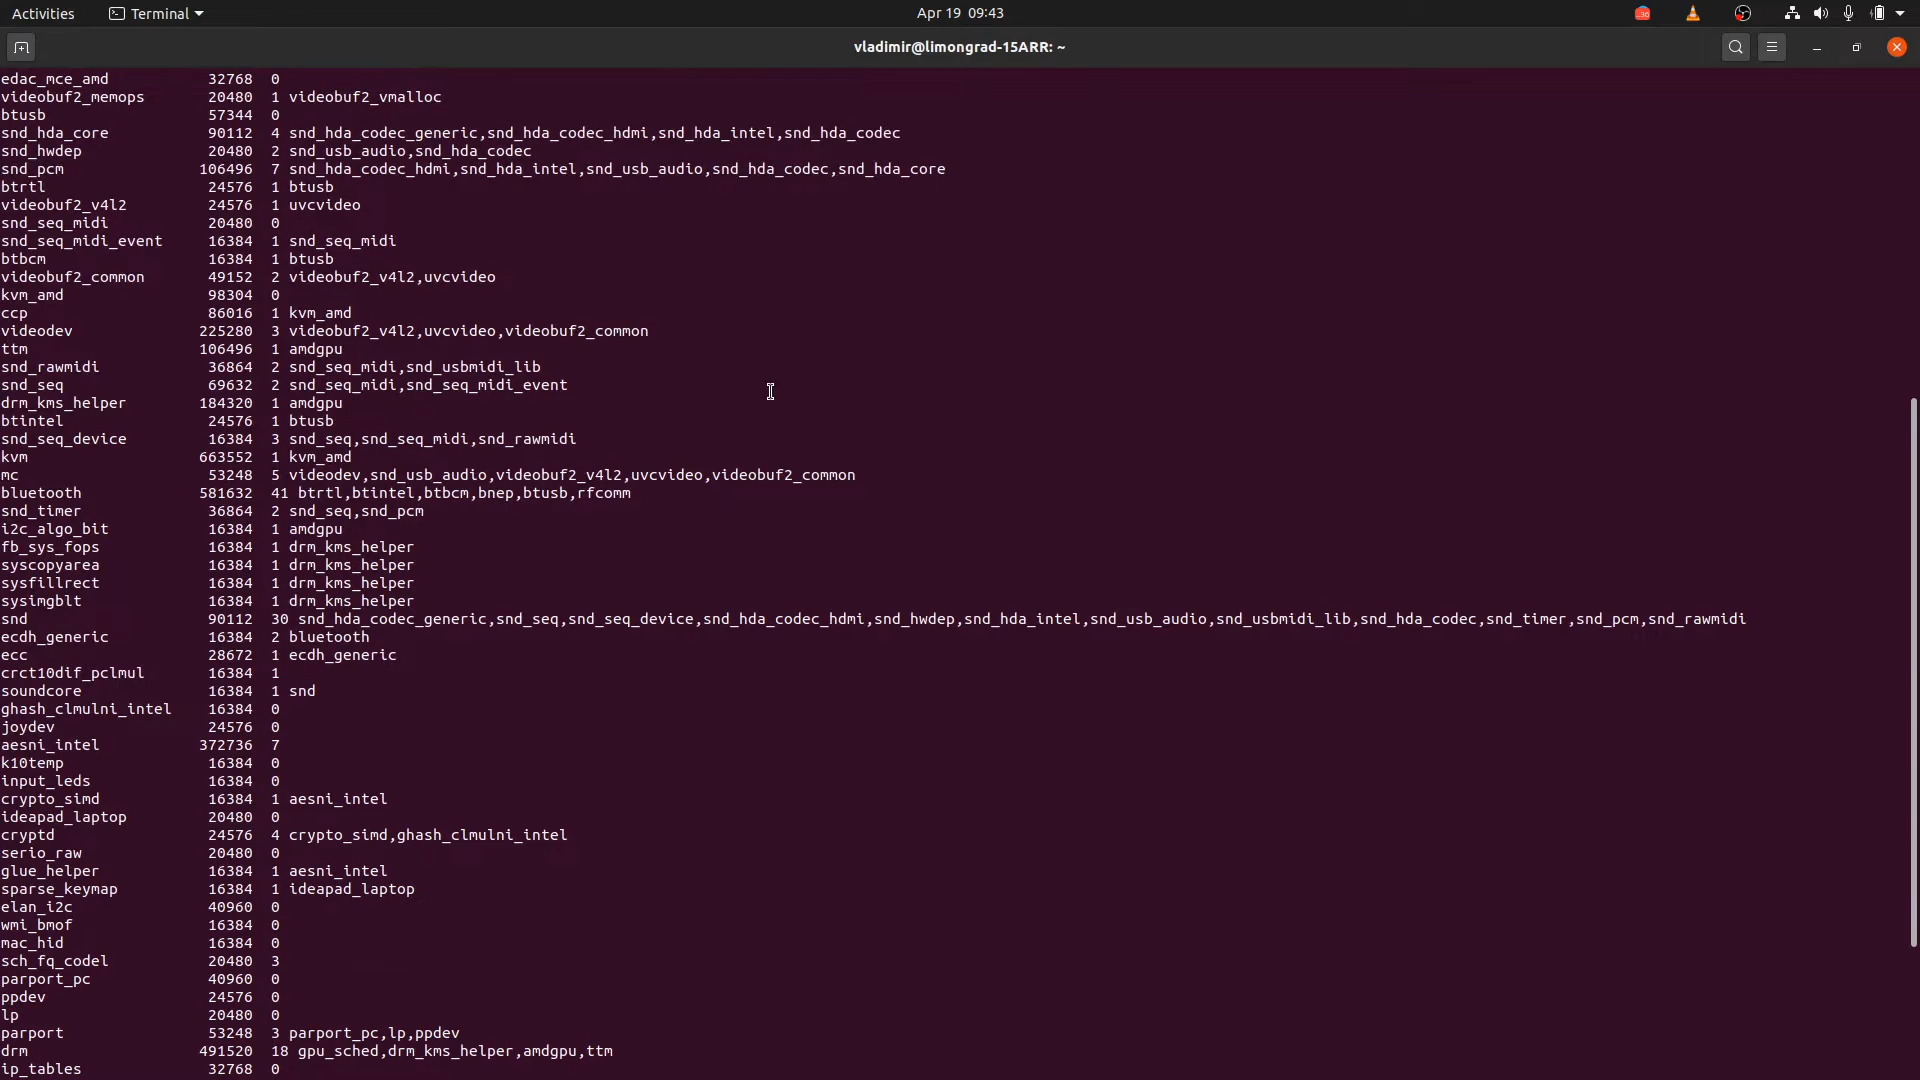 Activities Terminal Apr 19 09:43
vladimir@limongrad-15ARR: ~
edac_mce_amd 32768 0
videobuf2_memops 20480 1 videobuf2_vmalloc
btusb 57344 0
snd_hda_core 90112 4 snd_hda_codec_generic,snd_hda_codec_hdmi,snd_hda_intel,snd_hda_codec
snd_hwdep 20480 2 snd_usb_audio,snd_hda_codec
snd_pcm 106496 7 snd_hda_codec_hdmi,snd_hda_intel,snd_usb_audio,snd_hda_codec,snd_hda_core
btrtl 24576 1 btusb
videobuf2_v4l2 24576 1 uvcvideo
snd_seq_midi 20480 0
snd_seq_midi_event 16384 1 snd_seq_midi
btbcm 16384 1 btusb
videobuf2_common 49152 2 videobuf2_v4l2,uvcvideo
kvm_amd 98304 0
ccp 86016 1 kvm_amd
videodev 225280 3 videobuf2_v4l2,uvcvideo,videobuf2_common
ttm 106496 1 amdgpu
snd_rawmidi 36864 2 snd_seq_midi,snd_usbmidi_lib
snd_seq 69632 2 snd_seq_midi,snd_seq_midi_event
drm_kms_helper 184320 1 amdgpu
btintel 24576 1 btusb
snd_seq_device 16384 3 snd_seq,snd_seq_midi,snd_rawmidi
kvm 663552 1 kvm_amd
mc 53248 5 videodev,snd_usb_audio,videobuf2_v4l2,uvcvideo,videobuf2_common
bluetooth 581632 41 btrtl,btintel,btbcm,bnep,btusb,rfcomm
snd_timer 36864 2 snd_seq,snd_pcm
i2c_algo_bit 16384 1 amdgpu
fb_sys_fops 16384 1 drm_kms_helper
syscopyarea 16384 1 drm_kms_helper
sysfillrect 16384 1 drm_kms_helper
sysimgblt 16384 1 drm_kms_helper
snd 90112 30 snd_hda_codec_generic,snd_seq,snd_seq_device,snd_hda_codec_hdmi,snd_hwdep,snd_hda_intel,snd_usb_audio,snd_usbmidi_lib,snd_hda_codec,snd_timer,snd_pcm,snd_rawmidi
ecdh_generic 16384 2 bluetooth
ecc 28672 1 ecdh_generic
crct10dif_pclmul 16384 1
soundcore 16384 1 snd
ghash_clmulni_intel 16384 0
joydev 24576 0
aesni_intel 372736 7
k10temp 16384 0
input_leds 16384 0
crypto_simd 16384 1 aesni_intel
ideapad_laptop 20480 0
cryptd 24576 4 crypto_simd,ghash_clmulni_intel
serio_raw 20480 0
glue_helper 16384 1 aesni_intel
sparse_keymap 16384 1 ideapad_laptop
elan_i2c 40960 0
wmi_bmof 16384 0
mac_hid 16384 0
sch_fq_codel 20480 3
parport_pc 40960 0
ppdev 24576 0
lp 20480 0
parport 53248 3 parport_pc,lp,ppdev
drm 491520 18 gpu_sched,drm_kms_helper,amdgpu,ttm
ip_tables 32768 0